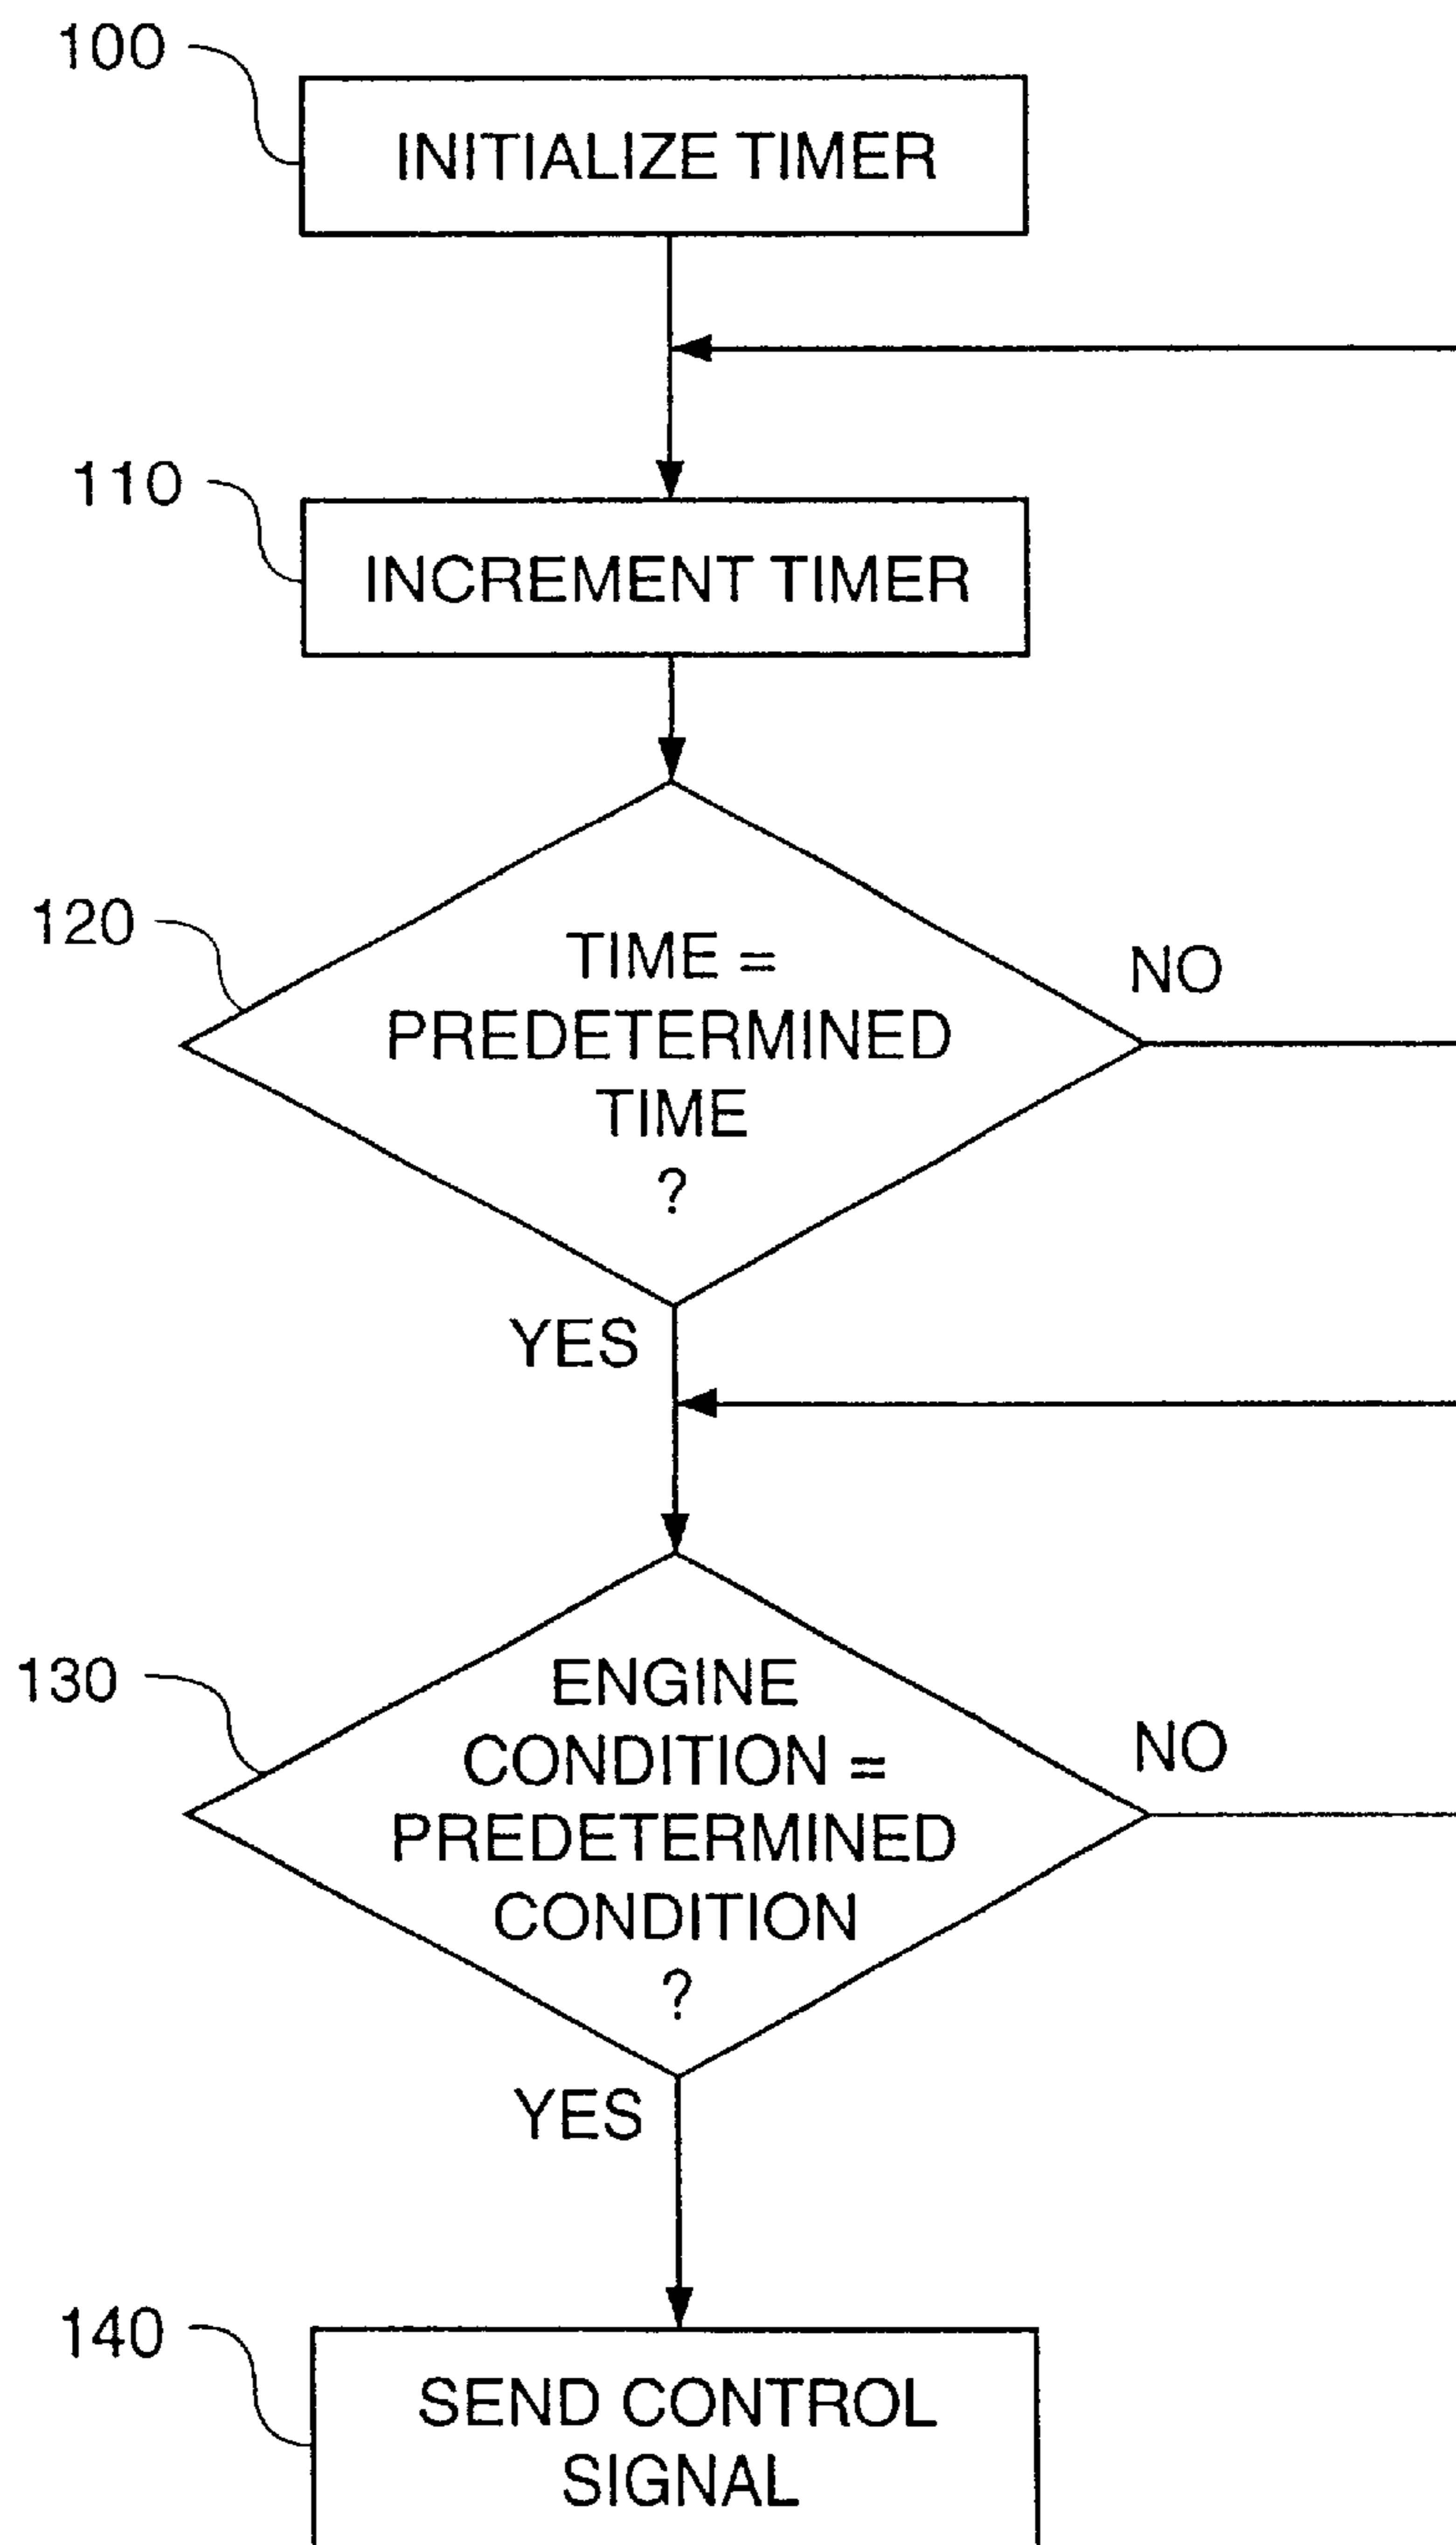 100
INITIALIZE TIMER
110
INCREMENT TIMER
120
TIME =
PREDETERMINED
TIME
?
NO
YES
130
ENGINE
CONDITION =
PREDETERMINED
CONDITION
?
NO
YES
140
SEND CONTROL
SIGNAL